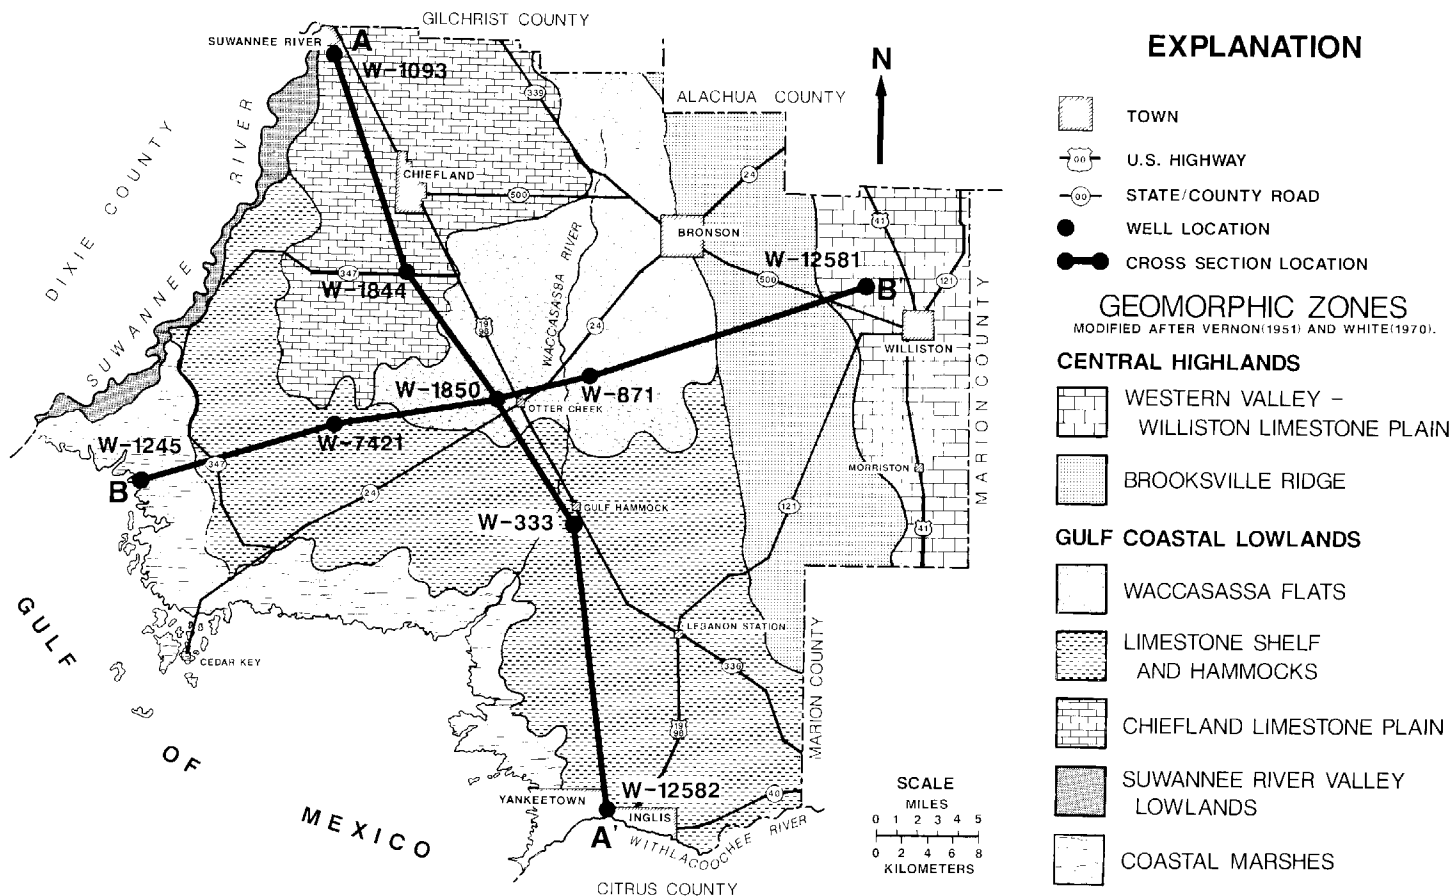 GILCHRIST COUNTY
SUWANNEE RIVER
A
W-1093
339
ALACHUA COUNTY
N
DIXIE COUNTY
SUWANNEE RIVER
CHIEFLAND
500
24
BRONSON
41
W-12581
B'
500
121
WILLISTON
MARION COUNTY
347
W-1844
19
98
WACCASASBA RIVER
24
W-1850
OTTER CREEK
W-871
W-7421
W-1245
B
347
24
MORRISTON
121
41
GULF HAMMOCK
W-333
LEBANON STATION
336
MARION COUNTY
CEDAR KEY
19
98
GULF OF MEXICO
YANKEETOWN
W-12582
INGLIS
A'
40
WITHLACOOCHEE RIVER
CITRUS COUNTY
SCALE
MILES
0 1 2 3 4 5
0 2 4 6 8
KILOMETERS
EXPLANATION
TOWN
00 U.S. HIGHWAY
00 STATE/COUNTY ROAD
WELL LOCATION
CROSS SECTION LOCATION
GEOMORPHIC ZONES
MODIFIED AFTER VERNON(1951) AND WHITE(1970).
CENTRAL HIGHLANDS
WESTERN VALLEY -
WILLISTON LIMESTONE PLAIN
BROOKSVILLE RIDGE
GULF COASTAL LOWLANDS
WACCASASSA FLATS
LIMESTONE SHELF
AND HAMMOCKS
CHIEFLAND LIMESTONE PLAIN
SUWANNEE RIVER VALLEY
LOWLANDS
COASTAL MARSHES